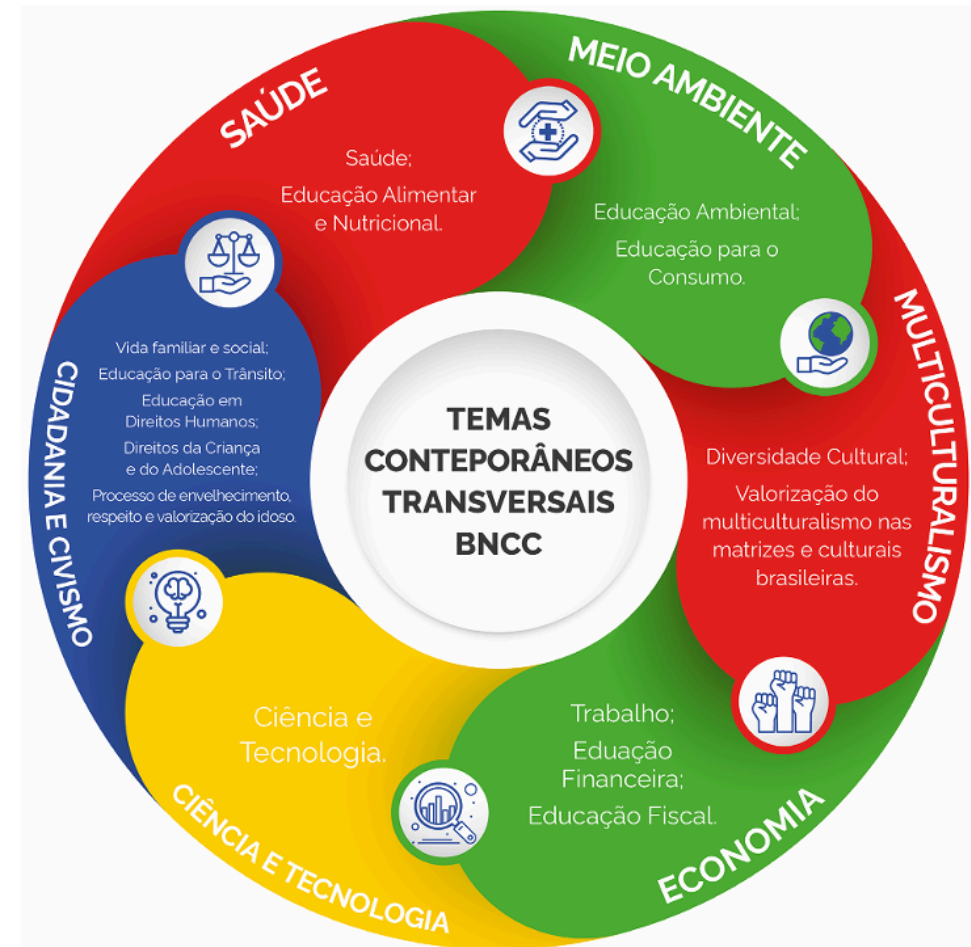 TEMAS
CONTEPORÂNEOS
TRANSVERSAIS
BNCC
SAÚDE
Saúde;
Educação Alimentar
e Nutricional.
MEIO AMBIENTE
Educação Ambiental;
Educação para o
Consumo.
MULTICULTURALISMO
Diversidade Cultural;
Valorização do
multiculturalismo nas
matrizes e culturais
brasileiras.
ECONOMIA
Trabalho;
Eduação
Financeira;
Educação Fiscal.
CIÊNCIA E TECNOLOGIA
Ciência e
Tecnologia.
CIDADANIA E CIVISMO
Vida familiar e social;
Educação para o Trânsito;
Educação em
Direitos Humanos;
Direitos da Criança
e do Adolescente;
Processo de envelhecimento,
respeito e valorização do idoso.